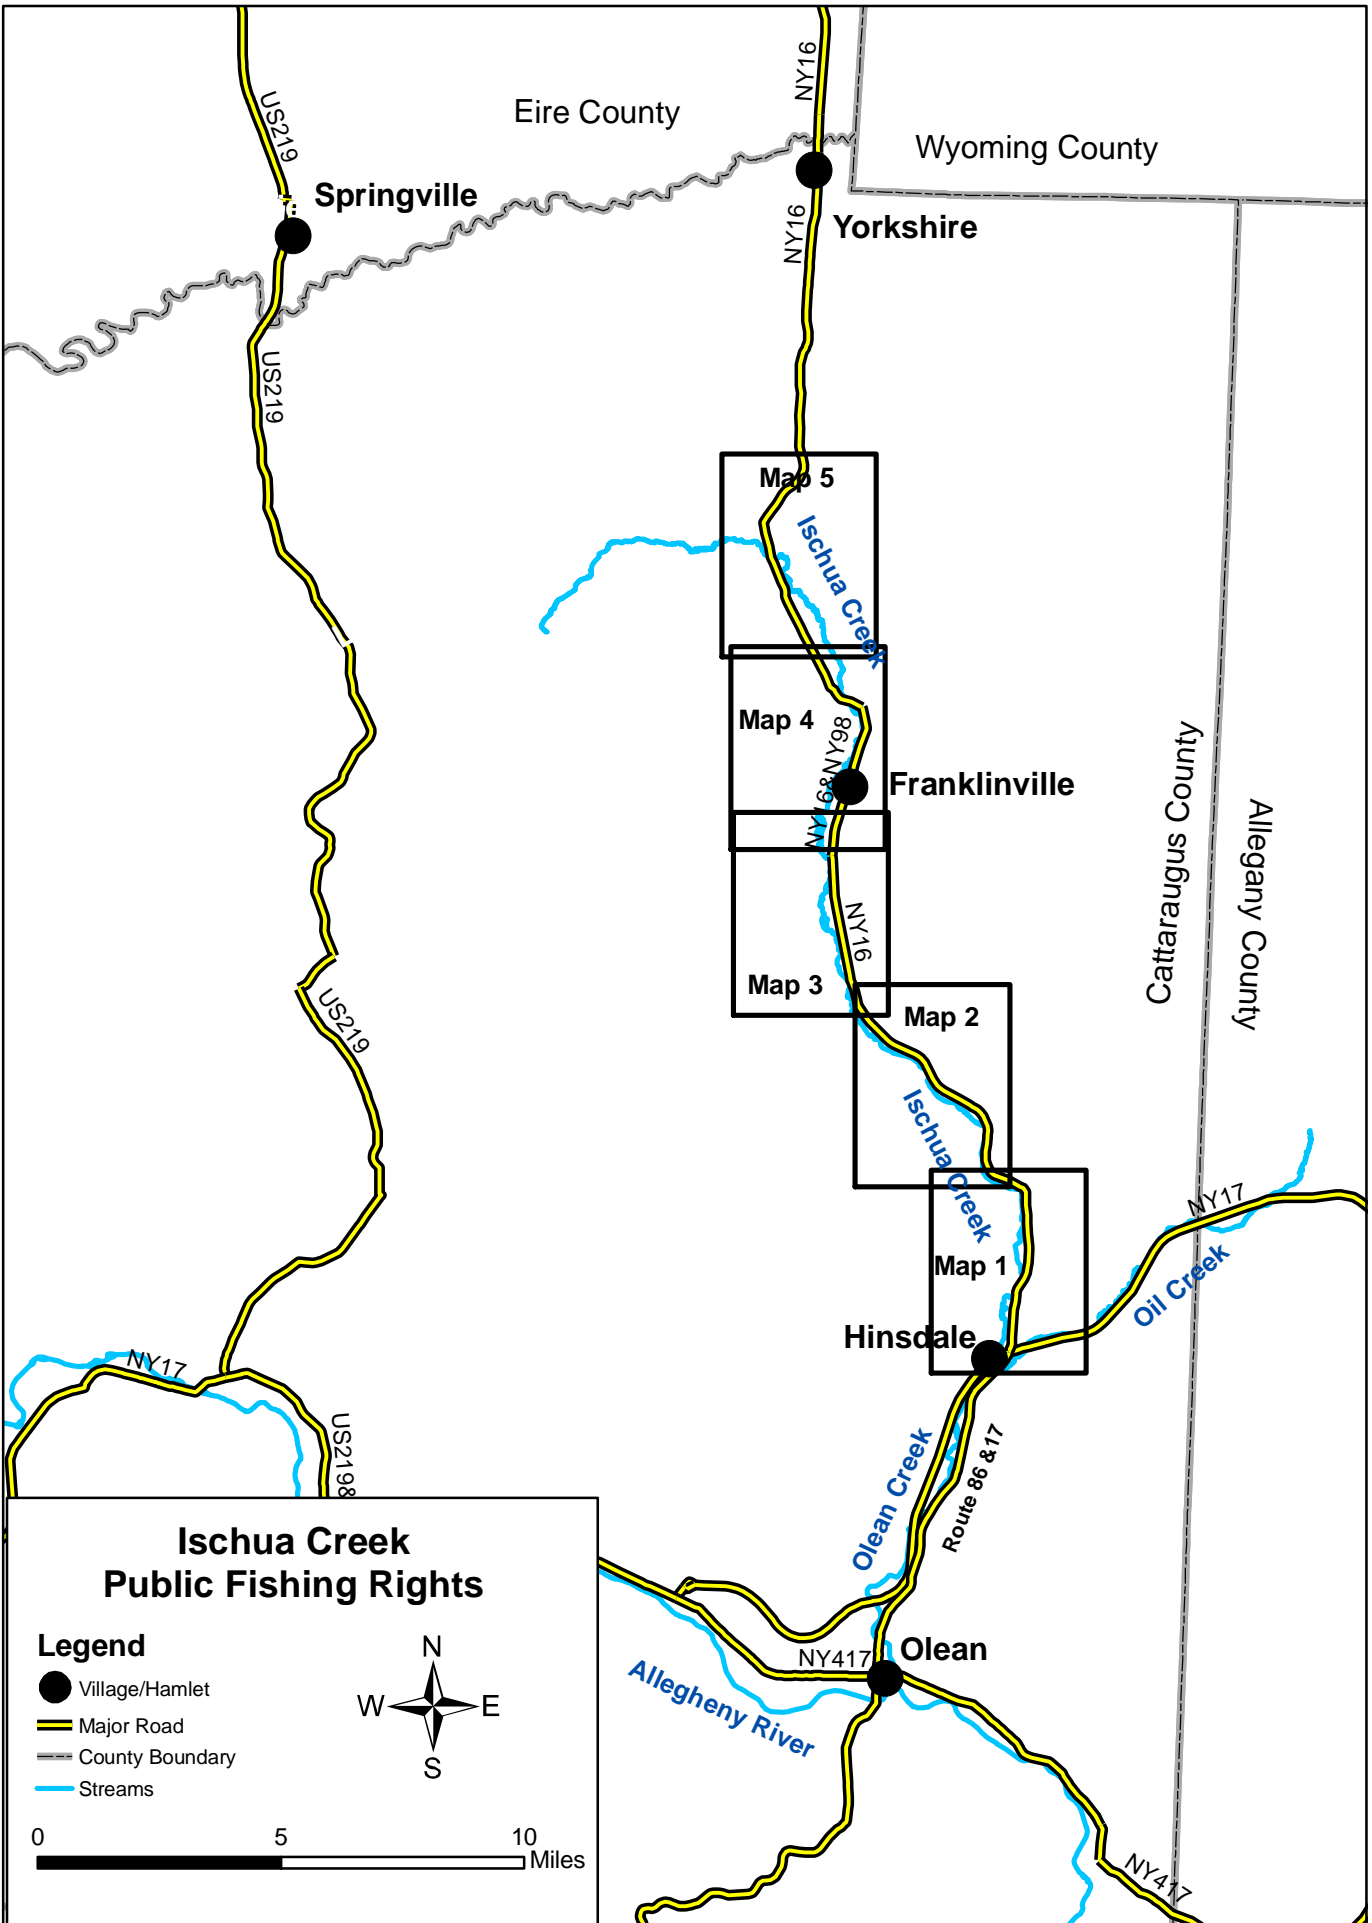 NY16
Eire County
US219
Wyoming County
Springville
NY16
Yorkshire
US219
Map 5
Ischua Creek
Map 4
NY16&NY98
Franklinville
Cattaraugus County
Allegany County
NY16
Map 3
Map 2
US219
Ischua Creek
NY17
Map 1
Oil Creek
Hinsdale
NY17
US219&
Olean Creek
Route 86 &17
Ischua Creek
Public Fishing Rights
Legend
Village/Hamlet
Major Road
County Boundary
Streams
N
W
E
S
0
5
10
Miles
NY417
Olean
Allegheny River
NY417